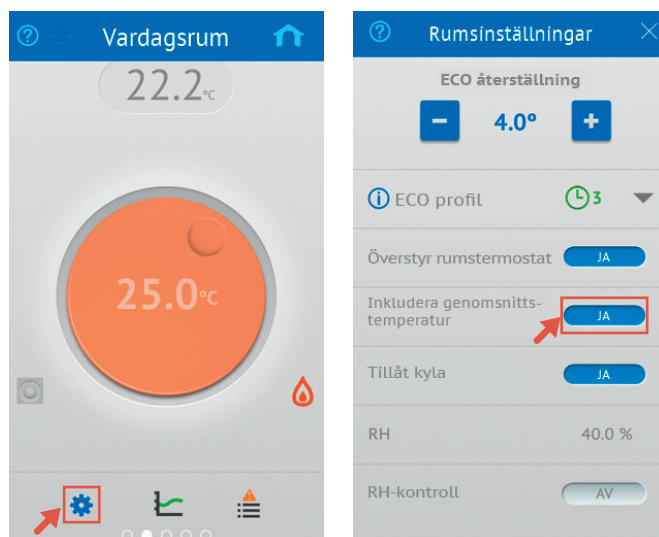 Vardagsrum
22.2°C
25.0°C
Rumsinställningar
ECO återställning
4.0°
ECO profil
3
Överstyr rumstermostat JA
Inkludera genomsnitts-
temperatur JA
Tillåt kyla JA
RH 40.0 %
RH-kontroll AV